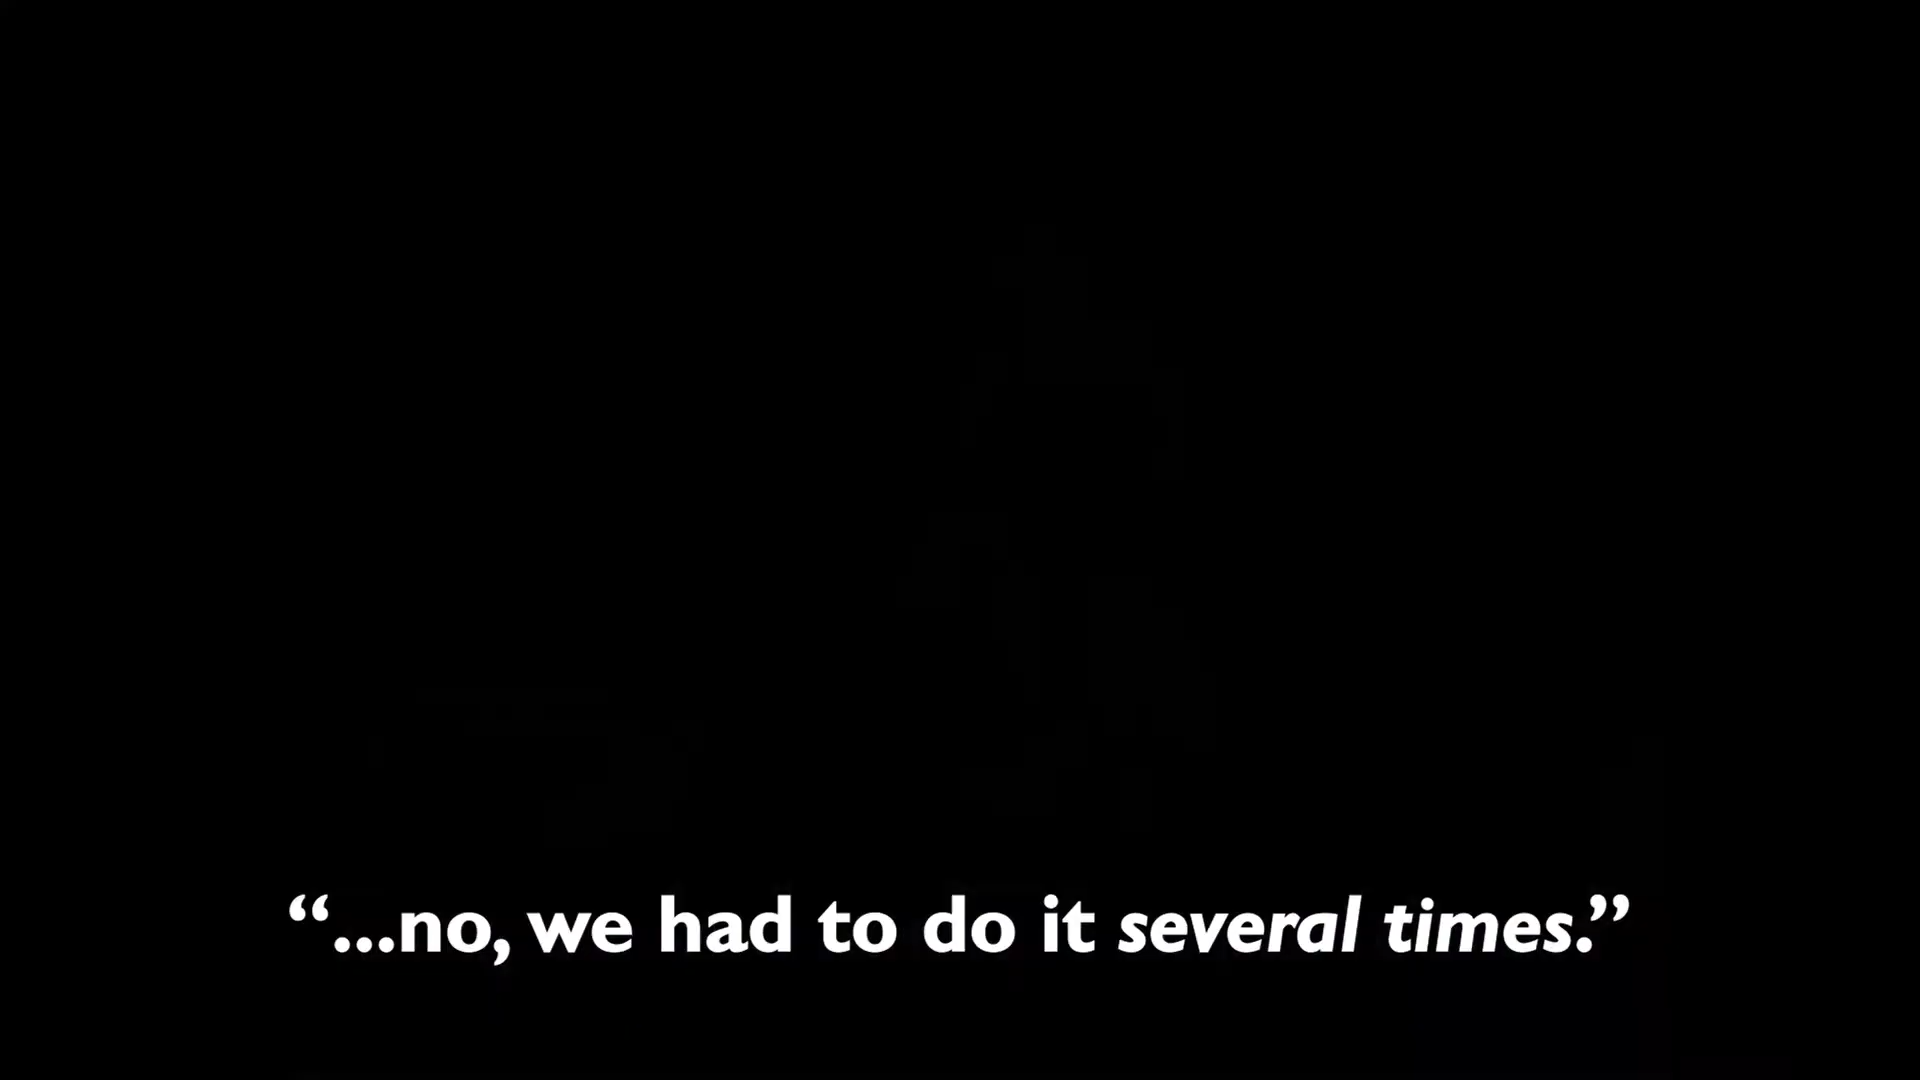 “...no, we had to do it several times.”